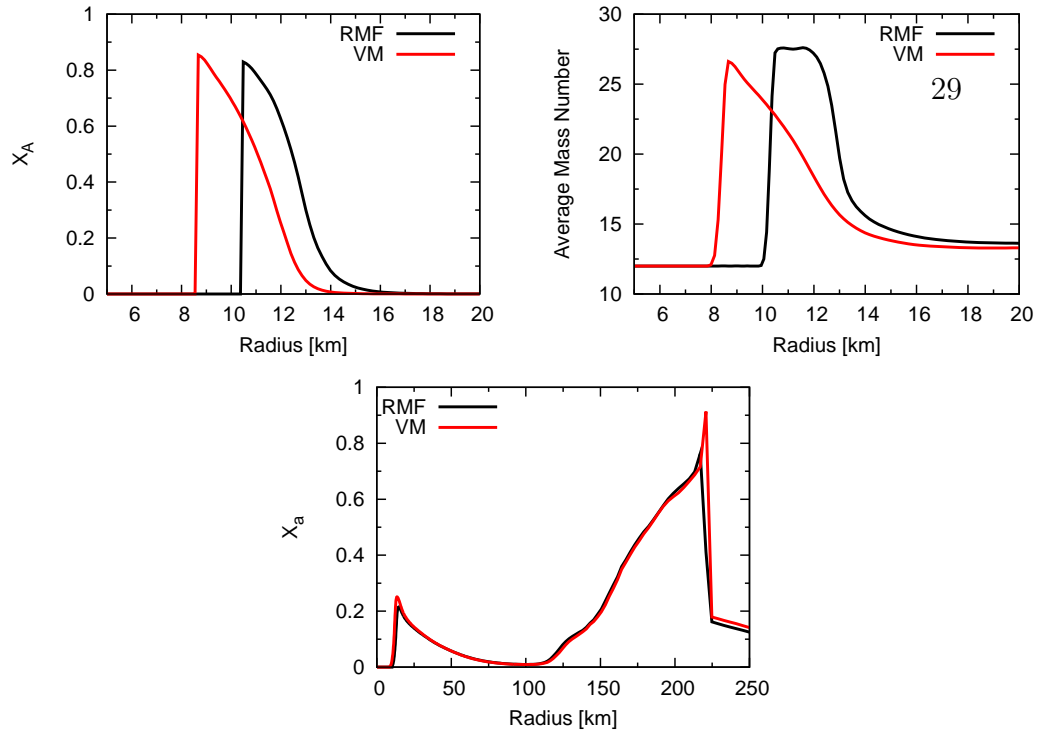 1
0.8
0.6
0.4
0.2
0
X_A
RMF
VM
6 8 10 12 14 16 18 20
Radius [km]
30
25
20
15
10
Average Mass Number
RMF
VM
29
6 8 10 12 14 16 18 20
Radius [km]
1
0.8
0.6
0.4
0.2
0
X_a
RMF
VM
0 50 100 150 200 250
Radius [km]